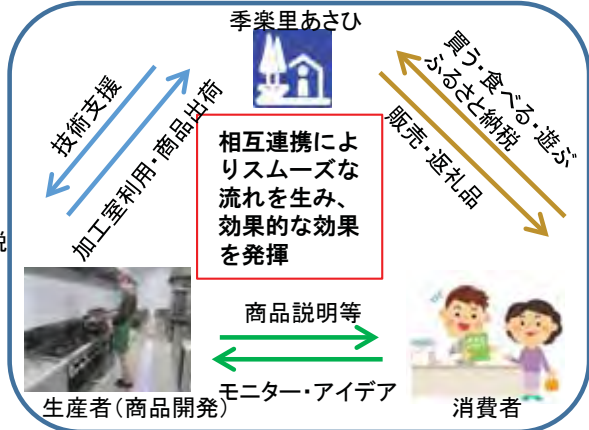 季楽里あさひ
技術支援
加工室利用・商品出荷
買う・食べる・遊ぶ
ふるさと納税
販売・返礼品
相互連携によ
りスムーズな
流れを生み、
効果的な効果
を発揮
税
商品説明等
モニター・アイデア
生産者(商品開発)
消費者